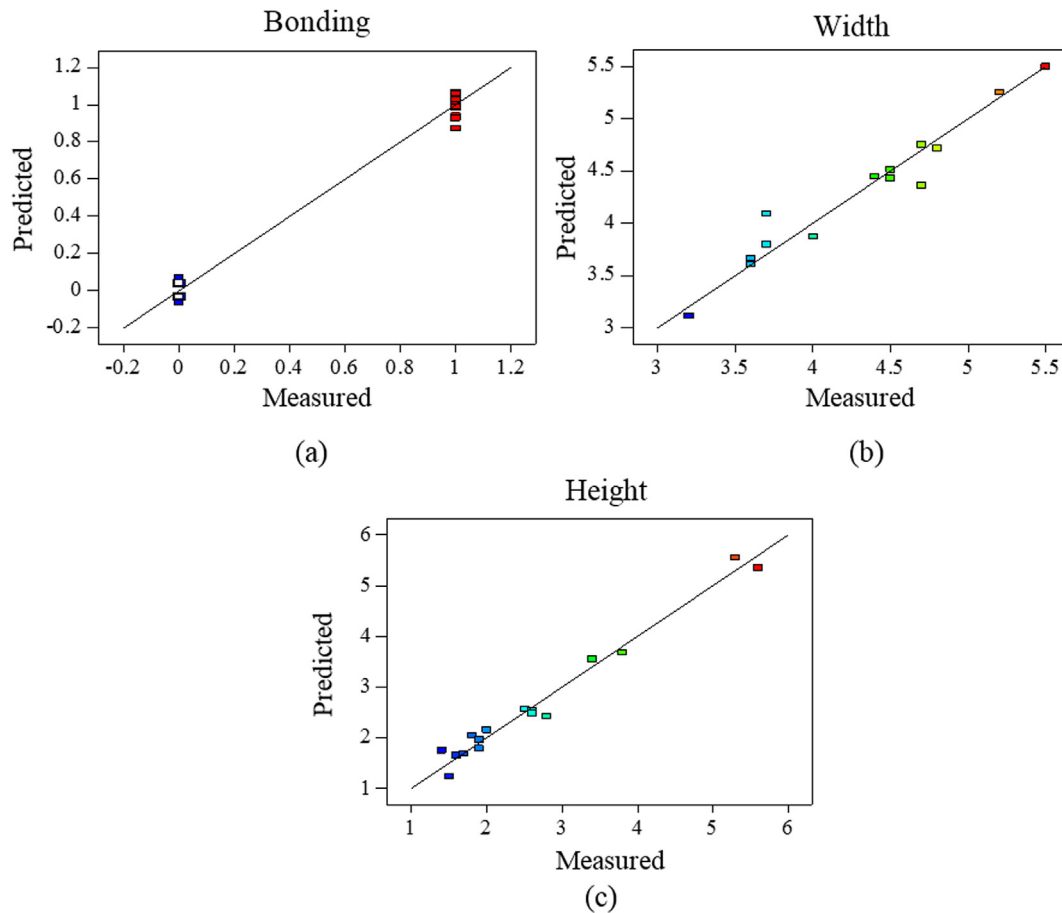 Bonding
1.2
1
0.8
0.6
0.4
0.2
0
-0.2
Predicted
-0.2 0 0.2 0.4 0.6 0.8 1 1.2
Measured
(a)
Width
5.5
5
4.5
4
3.5
3
Predicted
3 3.5 4 4.5 5 5.5
Measured
(b)
Height
6
5
4
3
2
1
Predicted
1 2 3 4 5 6
Measured
(c)